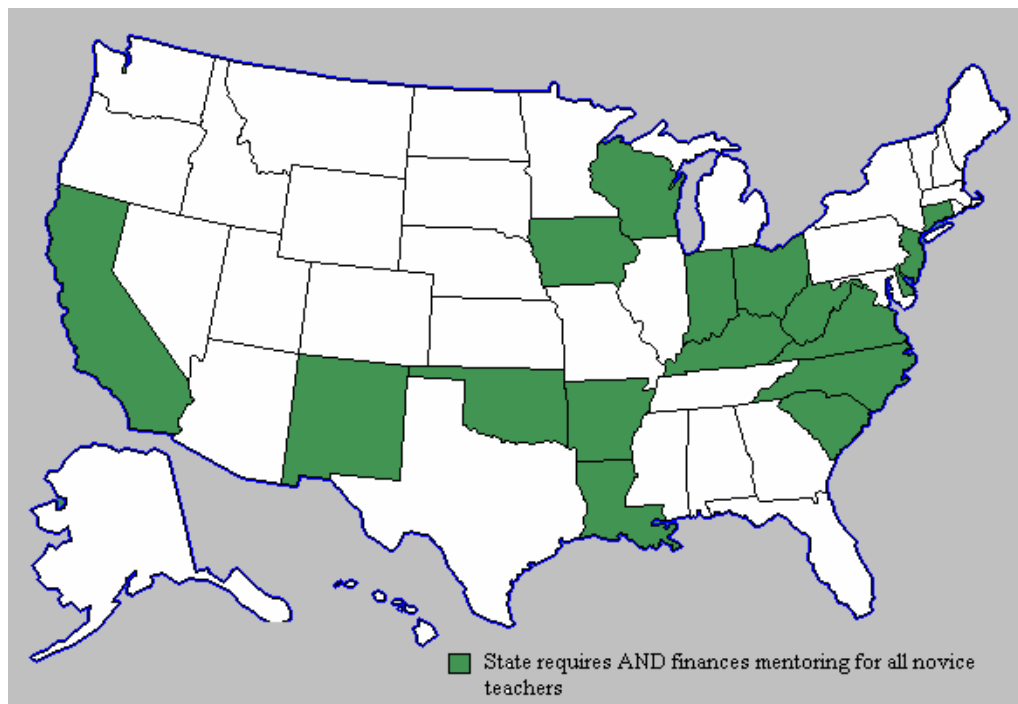 State requires AND finances mentoring for all novice
teachers